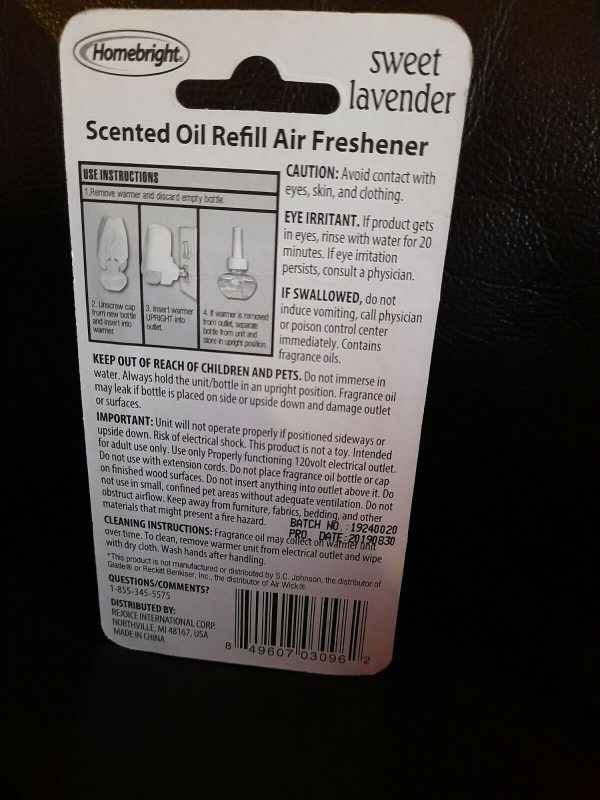 Homebright®
sweet
lavender
Scented Oil Refill Air Freshener
USE INSTRUCTIONS
1.Remove warmer and discard empty bottle.
2. Unscrew cap
from new bottle
and insert into
warmer.
3. Insert warmer
UPRIGHT into
outlet.
4. If warmer is removed
from outlet, separate
bottle from unit and
store in upright position.
CAUTION: Avoid contact with
eyes, skin, and clothing.
EYE IRRITANT. If product gets
in eyes, rinse with water for 20
minutes. If eye irritation
persists, consult a physician.
IF SWALLOWED, do not
induce vomiting, call physician
or poison control center
immediately. Contains
fragrance oils.
KEEP OUT OF REACH OF CHILDREN AND PETS. Do not immerse in
water. Always hold the unit/bottle in an upright position. Fragrance oil
may leak if bottle is placed on side or upside down and damage outlet
or surfaces.
IMPORTANT: Unit will not operate properly if positioned sideways or
upside down. Risk of electrical shock. This product is not a toy. Intended
for adult use only. Use only Properly functioning 120volt electrical outlet.
Do not use with extension cords. Do not place fragrance oil bottle or cap
on finished wood surfaces. Do not insert anything into outlet above it. Do
not use in small, confined pet areas without adequate ventilation. Do not
obstruct airflow. Keep away from furniture, fabrics, bedding, and other
materials that might present a fire hazard.
BATCH NO.:19240020
PRO DATE:20190830
CLEANING INSTRUCTIONS: Fragrance oil may collect on warmer unit
over time. To clean, remove warmer unit from electrical outlet and wipe
with dry cloth. Wash hands after handling.
*This product is not manufactured or distributed by S.C. Johnson, the distributor of
Glade® or Reckitt Benkiser, Inc., the distributor of Air Wick®.
QUESTIONS/COMMENTS?
1-855-345-5575
DISTRIBUTED BY:
REJOICE INTERNATIONAL CORP.
NORTHVILLE, MI 48167, USA
MADE IN CHINA
8 49607 03096 2